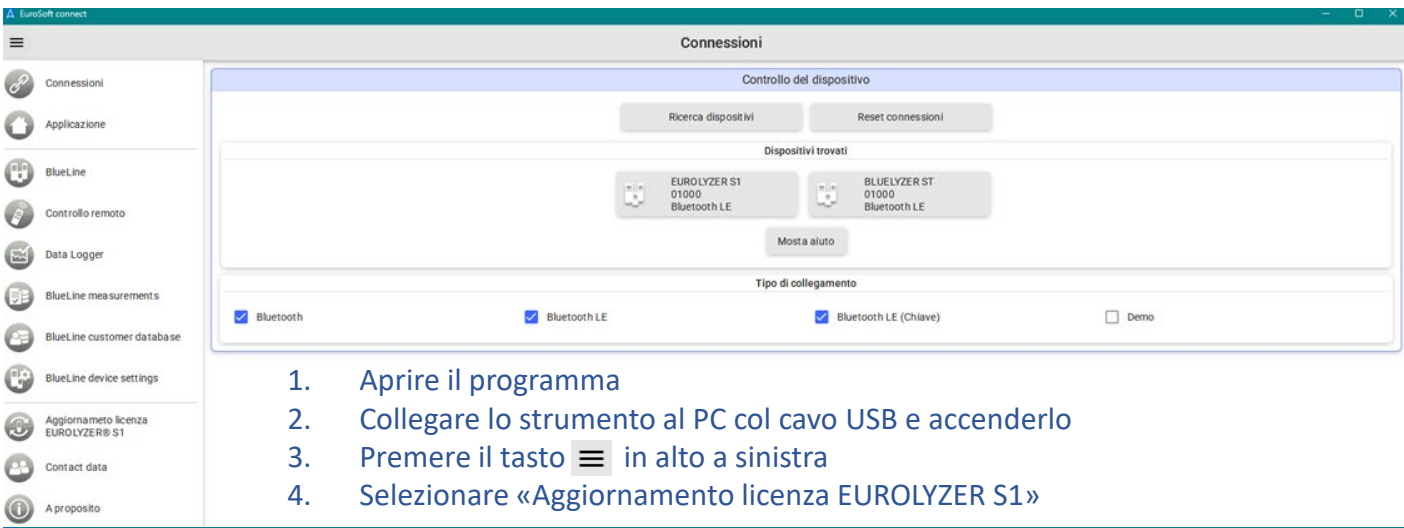 EuroSoft connect
Connessioni
Connessioni
Applicazione
BlueLine
Controllo remoto
Data Logger
BlueLine measurements
BlueLine customer database
BlueLine device settings
Aggiornameto licenza
EUROLYZER® S1
Contact data
A proposito
Controllo del dispositivo
Ricerca dispositivi Reset connessioni
Dispositivi trovati
EUROLYZER S1
01000
Bluetooth LE
BLUELYZER ST
01000
Bluetooth LE
Mosta aiuto
Tipo di collegamento
Bluetooth Bluetooth LE Bluetooth LE (Chiave) Demo
1. Aprire il programma
2. Collegare lo strumento al PC col cavo USB e accenderlo
3. Premere il tasto ≡ in alto a sinistra
4. Selezionare «Aggiornamento licenza EUROLYZER S1»